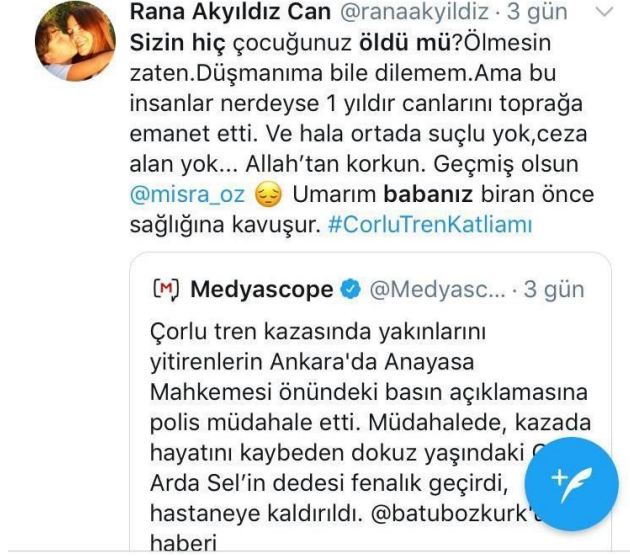 Rana Akyıldız Can @ranaakyildiz · 3 gün
Sizin hiç çocuğunuz öldü mü?Ölmesin
zaten.Düşmanıma bile dilemem.Ama bu
insanlar nerdeyse 1 yıldır canlarını toprağa
emanet etti. Ve hala ortada suçlu yok,ceza
alan yok... Allah’tan korkun. Geçmiş olsun
@misra_oz 😔 Umarım babanız biran önce
sağlığına kavuşur. #CorluTrenKatliamı
Medyascope @Medyasc... · 3 gün
Çorlu tren kazasında yakınlarını
yitirenlerin Ankara'da Anayasa
Mahkemesi önündeki basın açıklamasına
polis müdahale etti. Müdahalede, kazada
hayatını kaybeden dokuz yaşındaki
Arda Sel’in dedesi fenalık geçirdi,
hastaneye kaldırıldı. @batubozkurk'
haberi